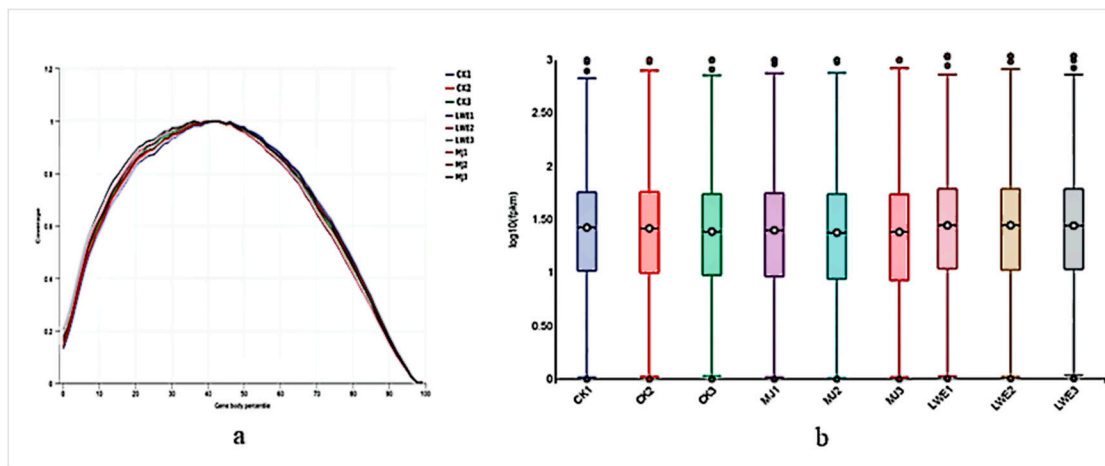 1.2
1
0.8
0.6
0.4
0.2
0
Coverage
0 10 20 30 40 50 60 70 80 90 100
Gene body percentile
CK1
CK2
CK3
LWE1
LWE2
LWE3
MJ1
MJ2
MJ3
a
3
2.50
2
1.50
1
0.50
0
log10(fpkm)
CK1 CK2 CK3 MJ1 MJ2 MJ3 LWE1 LWE2 LWE3
b